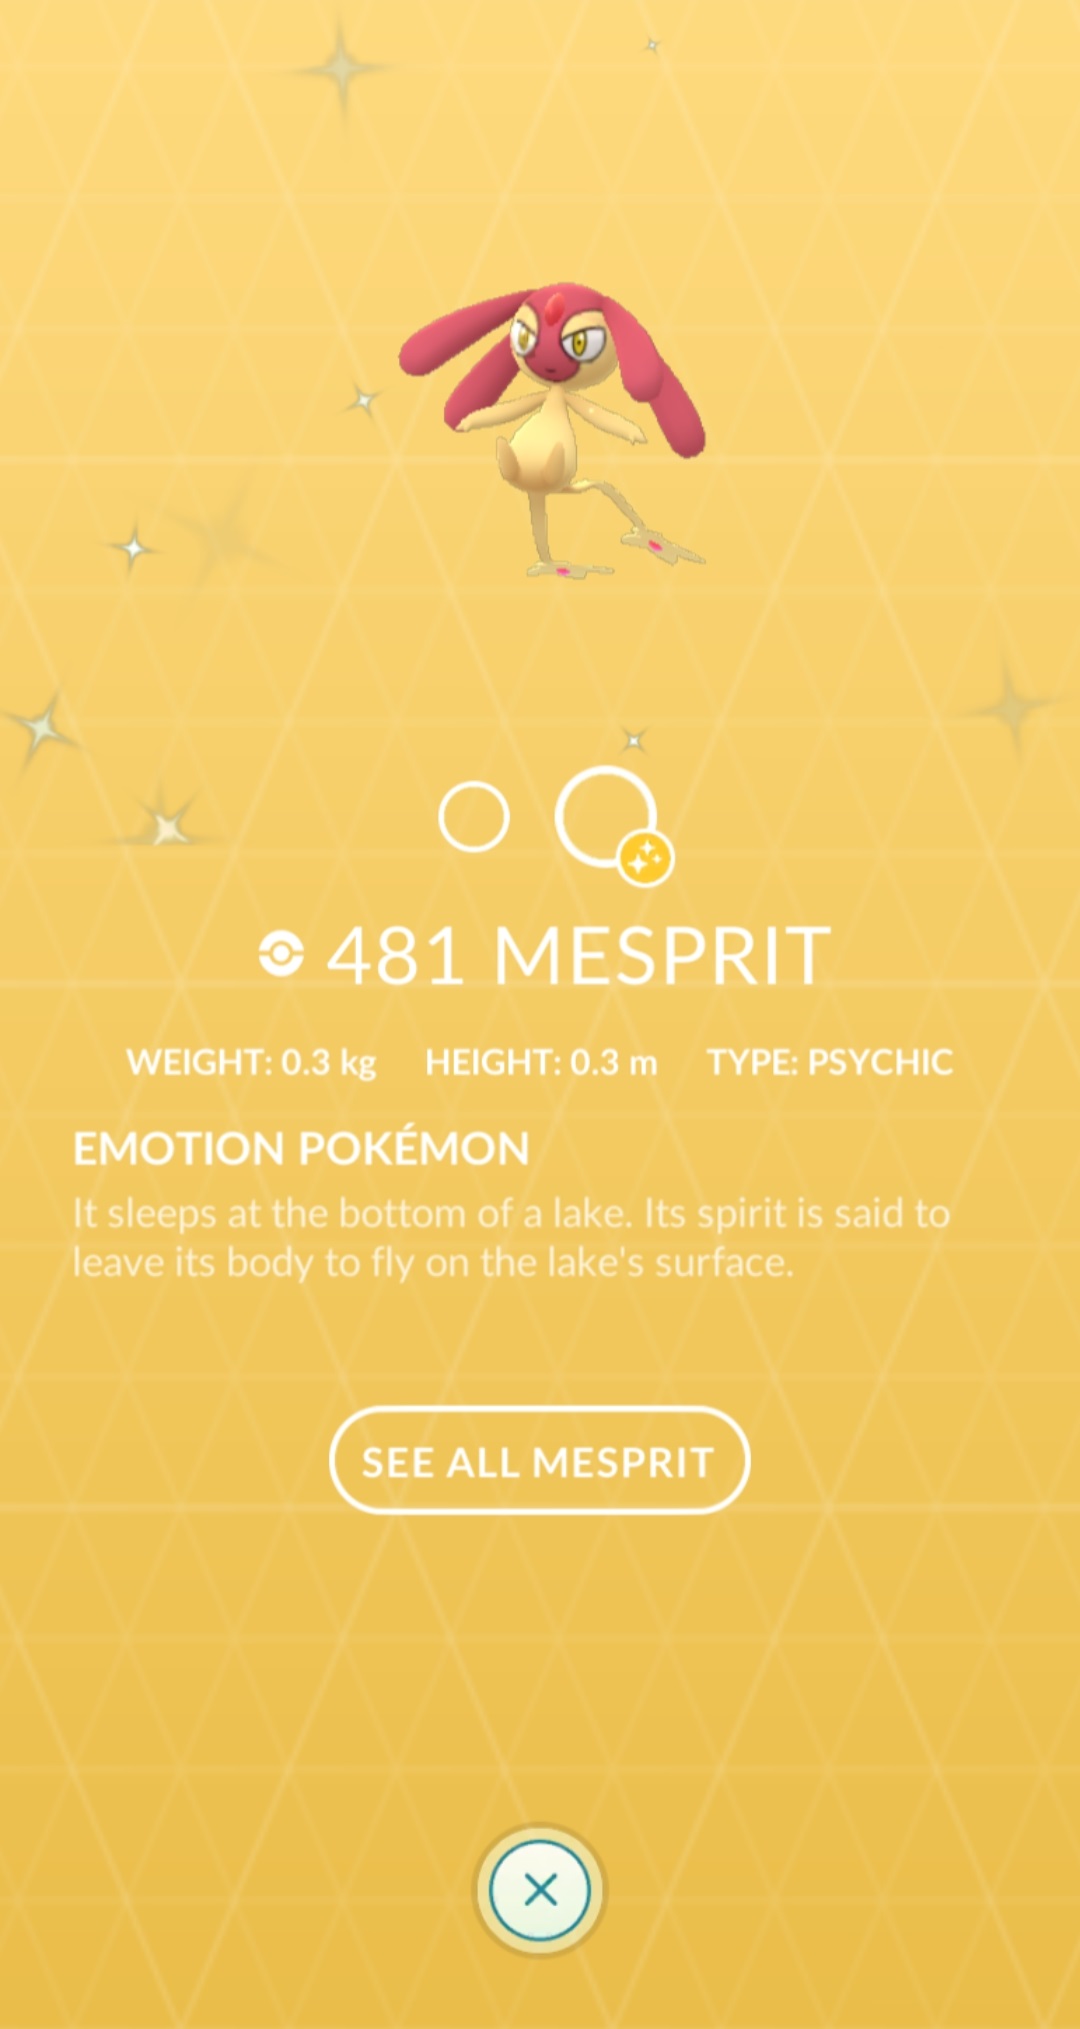 481 MESPRIT
WEIGHT: 0.3 kg HEIGHT: 0.3 m TYPE: PSYCHIC
EMOTION POKÉMON
It sleeps at the bottom of a lake. Its spirit is said to
leave its body to fly on the lake's surface.
SEE ALL MESPRIT